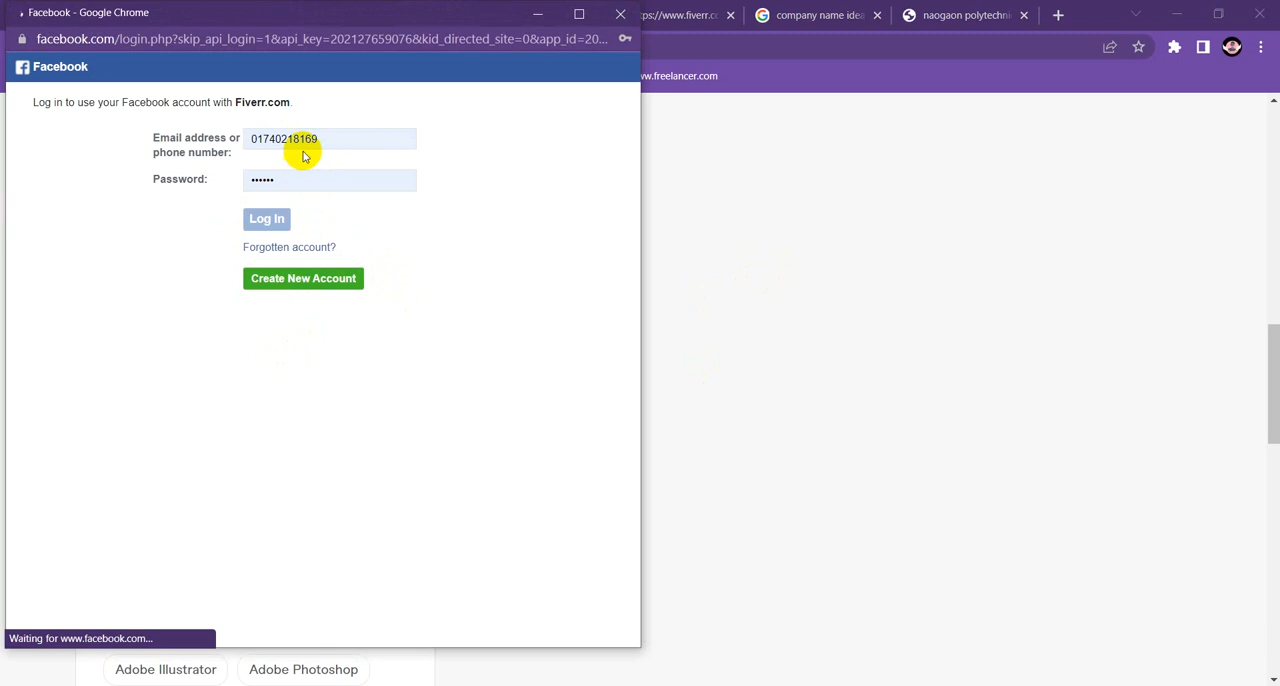 Facebook - Google Chrome
facebook.com/login.php?skip_api_login=1&api_key=202127659076&kid_directed_site=0&app_id=20...
Facebook
Log in to use your Facebook account with Fiverr.com.
Email address or
phone number:
01740218169
Password:
••••••
Log In
Forgotten account?
Create New Account
Waiting for www.facebook.com...
ps://www.fiverr.c
company name idea
naogaon polytechni
w.freelancer.com
Adobe Illustrator
Adobe Photoshop